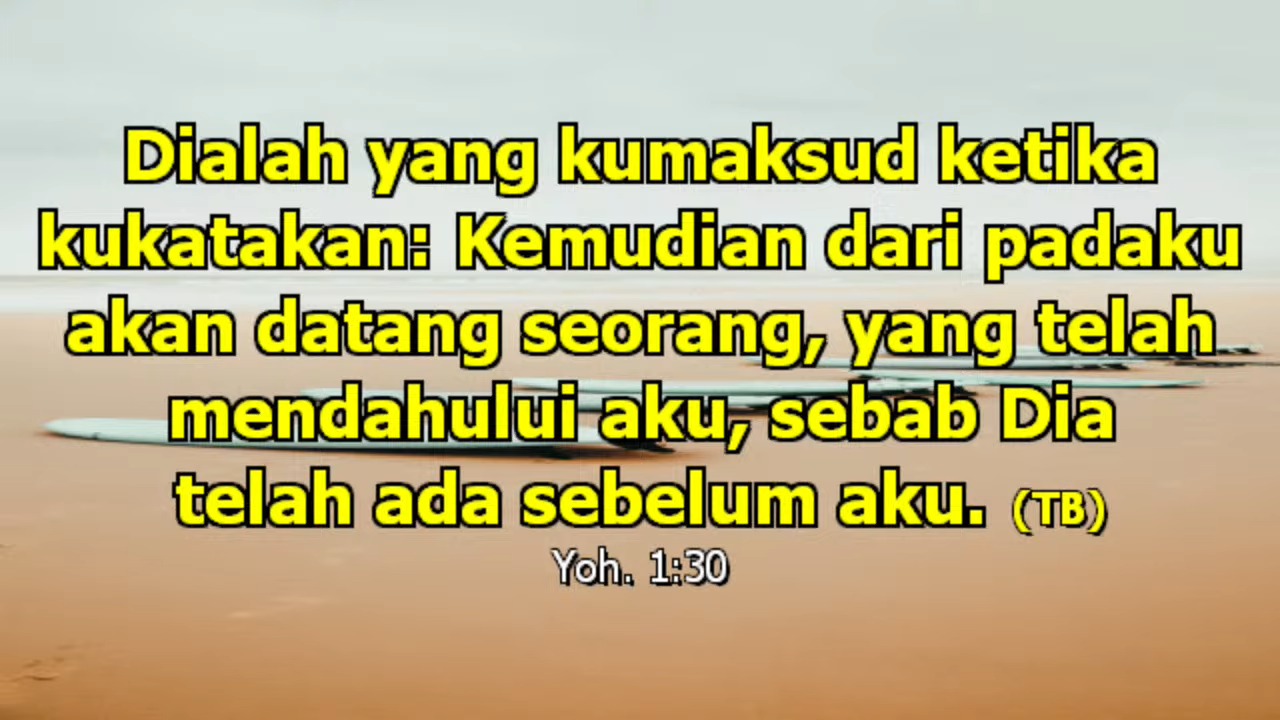 Dialah yang kumaksud ketika
kukatakan: Kemudian dari padaku
akan datang seorang, yang telah
mendahului aku, sebab Dia
telah ada sebelum aku. (TB)
Yoh. 1:30